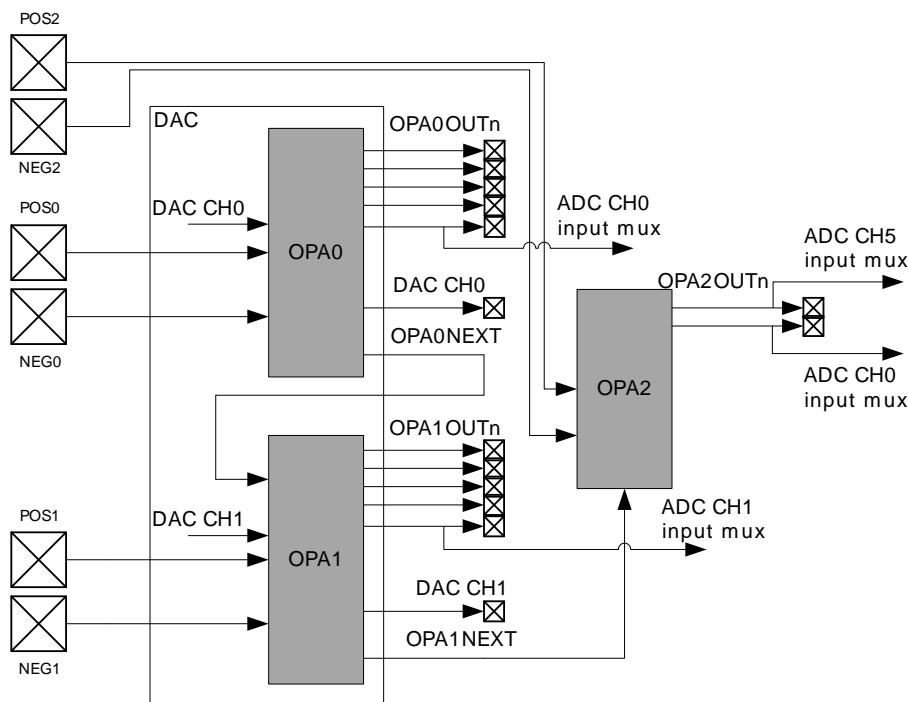 POS2
NEG2
DAC
OPA0OUTn
DAC CH0
POS0
ADC CH0
input mux
OPA0
ADC CH5
input mux
DAC CH0
OPA2OUTn
NEG0
OPA0NEXT
OPA2
ADC CH0
input mux
OPA1OUTn
POS1
DAC CH1
ADC CH1
input mux
OPA1
DAC CH1
OPA1NEXT
NEG1